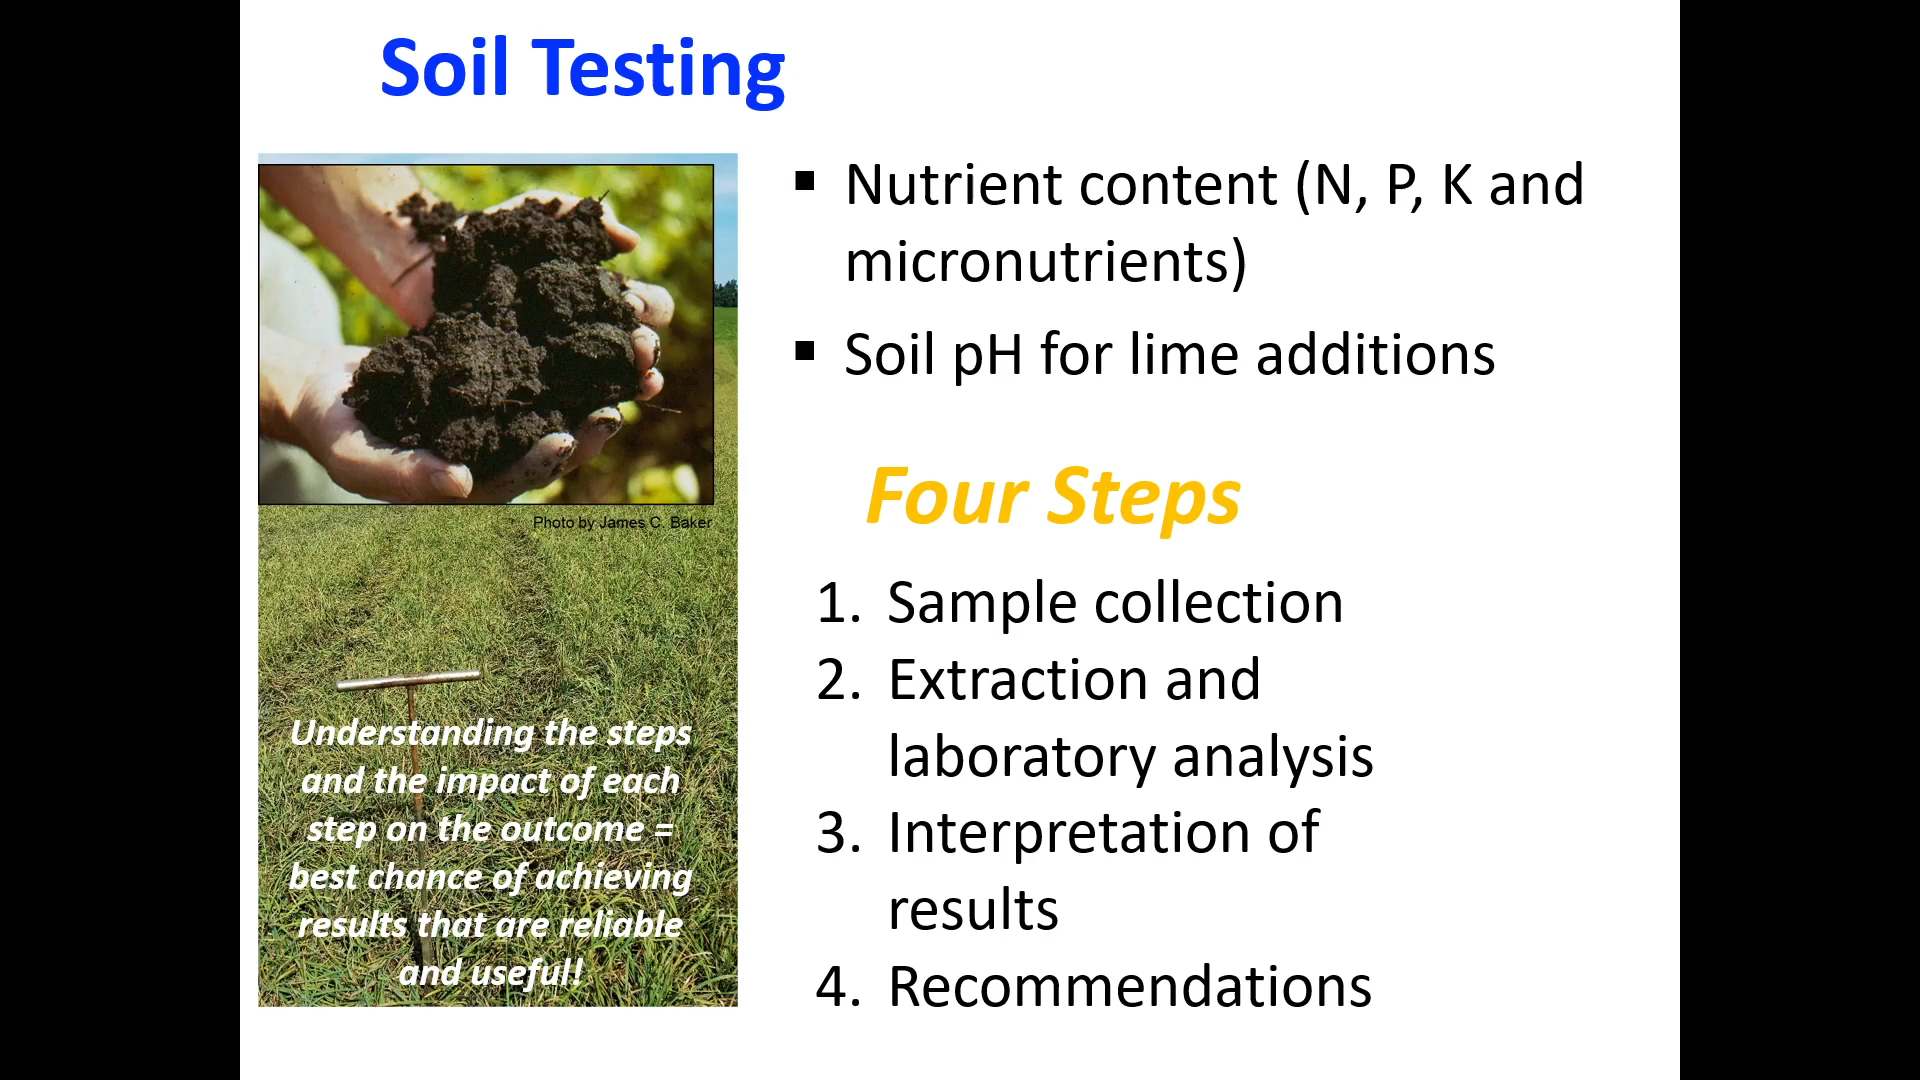 Soil Testing
▪ Nutrient content (N, P, K and
micronutrients)
▪ Soil pH for lime additions
Photo by James C. Baker
Four Steps
1. Sample collection
2. Extraction and
laboratory analysis
3. Interpretation of
results
4. Recommendations
Understanding the steps
and the impact of each
step on the outcome =
best chance of achieving
results that are reliable
and useful!